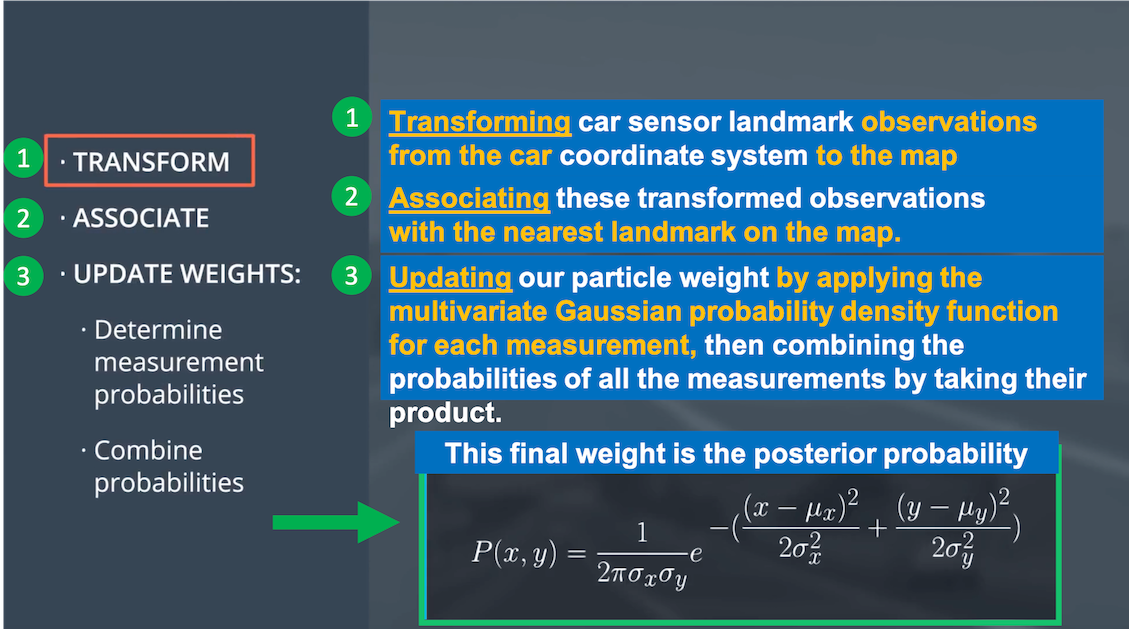 1 · TRANSFORM
2 · ASSOCIATE
3 · UPDATE WEIGHTS:
· Determine
measurement
probabilities
· Combine
probabilities
1 Transforming car sensor landmark observations
from the car coordinate system to the map
2 Associating these transformed observations
with the nearest landmark on the map.
3 Updating our particle weight by applying the
multivariate Gaussian probability density function
for each measurement, then combining the
probabilities of all the measurements by taking their
product.
This final weight is the posterior probability
P(x, y) = \frac{1}{2\pi\sigma_x\sigma_y} e^{-(\frac{(x - \mu_x)^2}{2\sigma_x^2} + \frac{(y - \mu_y)^2}{2\sigma_y^2})}